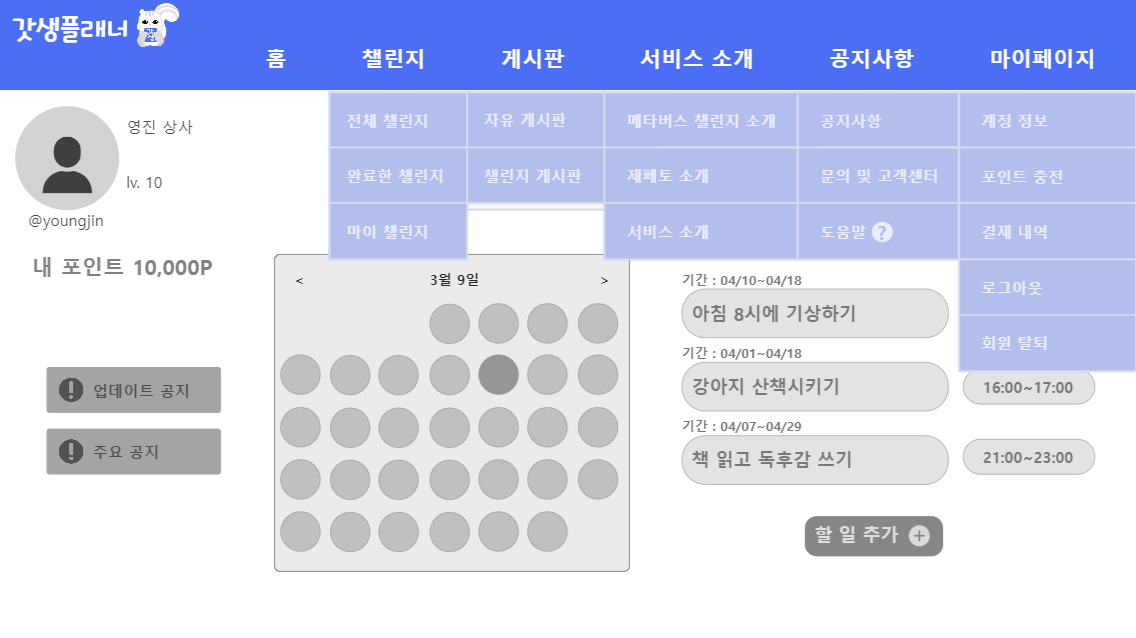 갓생플래너
홈 챌린지 게시판 서비스 소개 공지사항 마이페이지
전체 챌린지 자유 게시판 메타버스 챌린지 소개 공지사항 계정 정보
완료한 챌린지 챌린지 게시판 제페토 소개 문의 및 고객센터 포인트 충전
마이 챌린지 서비스 소개 도움말 ? 결제 내역
로그아웃
회원 탈퇴
영진 상사
lv. 10
@youngjin
내 포인트 10,000P
업데이트 공지
주요 공지
< 3월 9일 >
기간 : 04/10~04/18
아침 8시에 기상하기
기간 : 04/01~04/18
강아지 산책시키기 16:00~17:00
기간 : 04/07~04/29
책 읽고 독후감 쓰기 21:00~23:00
할 일 추가 +